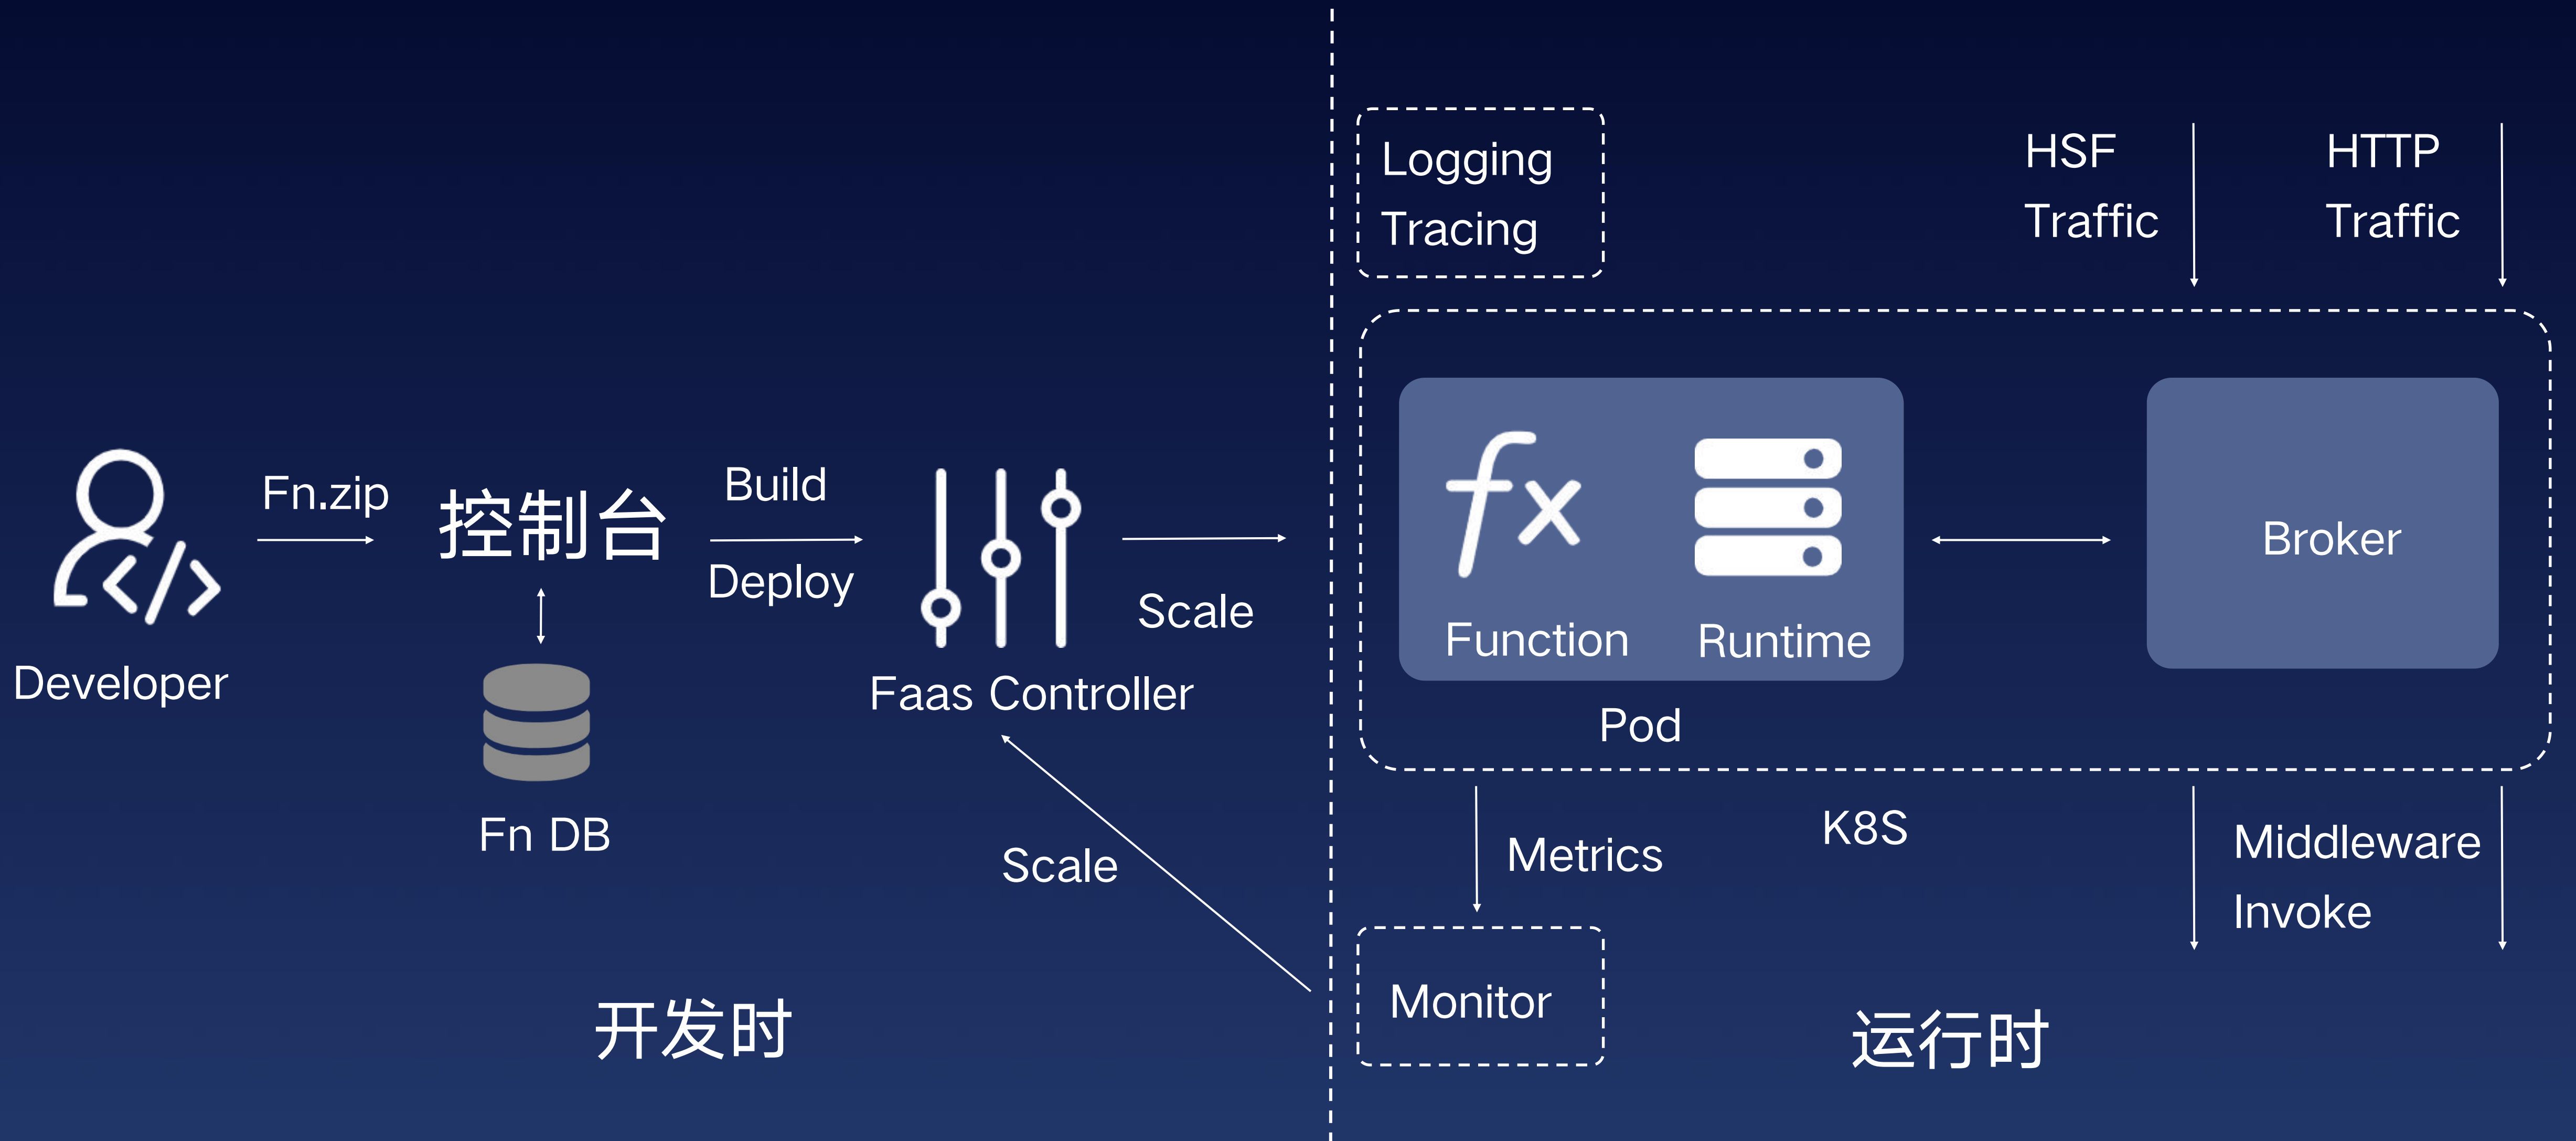 Logging
Tracing
HSF
Traffic
HTTP
Traffic
Fn.zip
控制台
Build
Deploy
Developer
Fn DB
Faas Controller
Scale
Scale
Function
Runtime
Broker
Pod
Metrics
K8S
Middleware
Invoke
Monitor
开发时
运行时